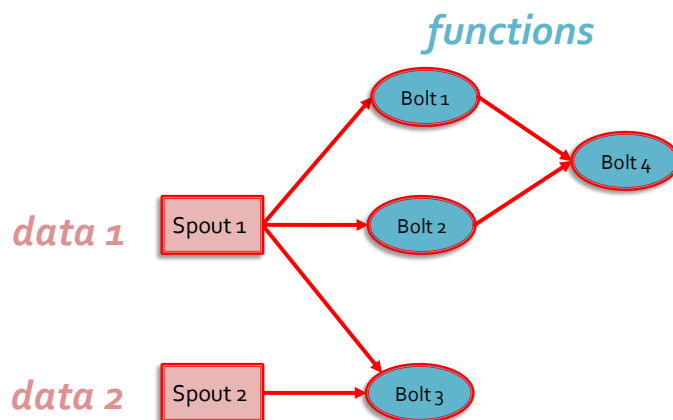 functions
Bolt 1
Bolt 4
data 1
Spout 1
Bolt 2
data 2
Spout 2
Bolt 3